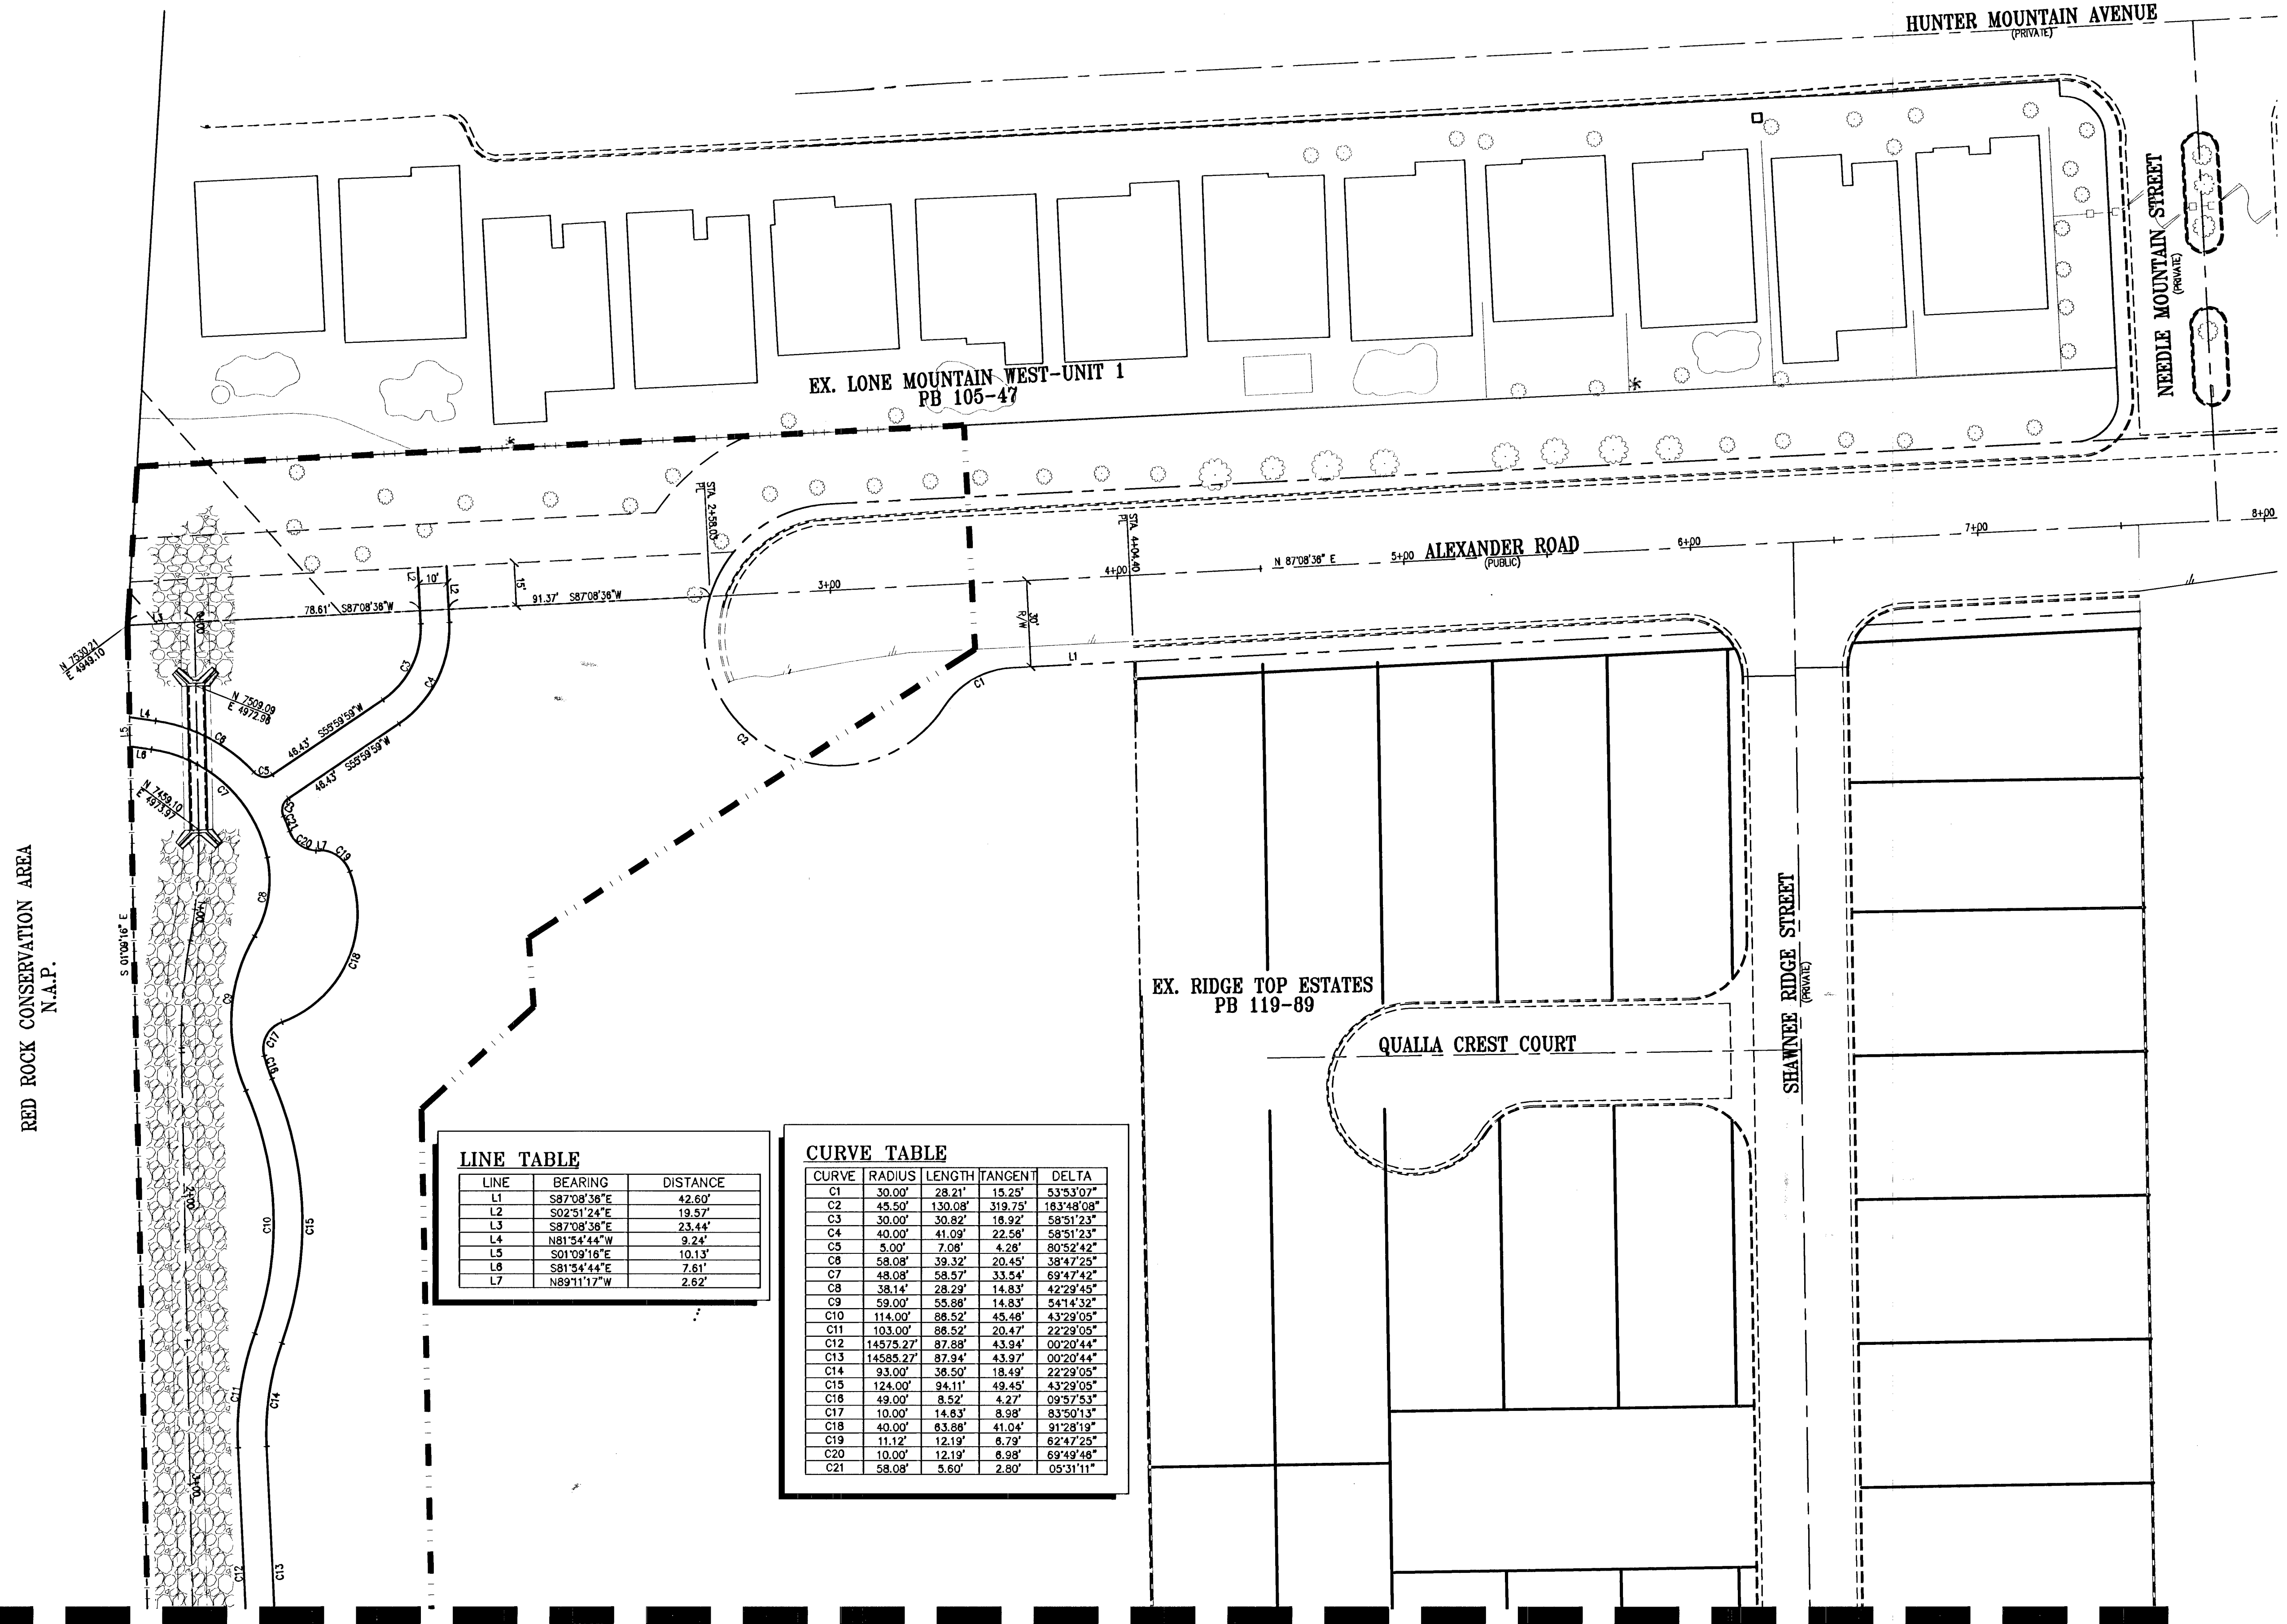 HUNTER MOUNTAIN AVENUE
(PRIVATE)
NEEDLE MOUNTAIN STREET
(PRIVATE)
EX. LONE MOUNTAIN WEST-UNIT 1
PB 105-47
STA. 2+58.03
PL
STA. 4+04.40
PL
ALEXANDER ROAD
(PUBLIC)
N 87°08'36" E
3+00
4+00
5+00
6+00
7+00
8+00
30'
R/W
L1
C1
C2
L2
10'
L2
15'
78.61' S87°08'36"W
91.37' S87°08'36"W
L3
0+00
N 7530.21
E 4949.10
N 7509.09
E 4972.96
N 7459.10
E 4973.97
C3
C4
46.43' S55°59'59"W
46.43' S55°59'59"W
L4
L5
L6
C6
C5
C7
C5
C21
C20
L7
C19
C8
C18
C9
C17
C16
C10
C15
C11
C14
C12
C13
1+00
2+00
3+00
S 01°09'16" E
RED ROCK CONSERVATION AREA
N.A.P.
EX. RIDGE TOP ESTATES
PB 119-89
QUALLA CREST COURT
SHAWNEE RIDGE STREET
(PRIVATE)
LINE TABLE
LINE BEARING DISTANCE
L1 S87°08'36"E 42.60'
L2 S02°51'24"E 19.57'
L3 S87°08'36"E 23.44'
L4 N81°54'44"W 9.24'
L5 S01°09'16"E 10.13'
L6 S81°54'44"E 7.61'
L7 N89°11'17"W 2.62'
CURVE TABLE
CURVE RADIUS LENGTH TANGENT DELTA
C1 30.00' 28.21' 15.25' 53°53'07"
C2 45.50' 130.08' 319.75' 163°48'08"
C3 30.00' 30.82' 16.92' 58°51'23"
C4 40.00' 41.09' 22.56' 58°51'23"
C5 5.00' 7.06' 4.26' 80°52'42"
C6 58.08' 39.32' 20.45' 38°47'25"
C7 48.08' 58.57' 33.54' 69°47'42"
C8 38.14' 28.29' 14.83' 42°29'45"
C9 59.00' 55.86' 14.83' 54°14'32"
C10 114.00' 86.52' 45.46' 43°29'05"
C11 103.00' 86.52' 20.47' 22°29'05"
C12 14575.27' 87.88' 43.94' 00°20'44"
C13 14585.27' 87.94' 43.97' 00°20'44"
C14 93.00' 36.50' 18.49' 22°29'05"
C15 124.00' 94.11' 49.45' 43°29'05"
C16 49.00' 8.52' 4.27' 09°57'53"
C17 10.00' 14.63' 8.98' 83°50'13"
C18 40.00' 63.86' 41.04' 91°28'19"
C19 11.12' 12.19' 6.79' 62°47'25"
C20 10.00' 12.19' 6.98' 69°49'46"
C21 58.08' 5.60' 2.80' 05°31'11"